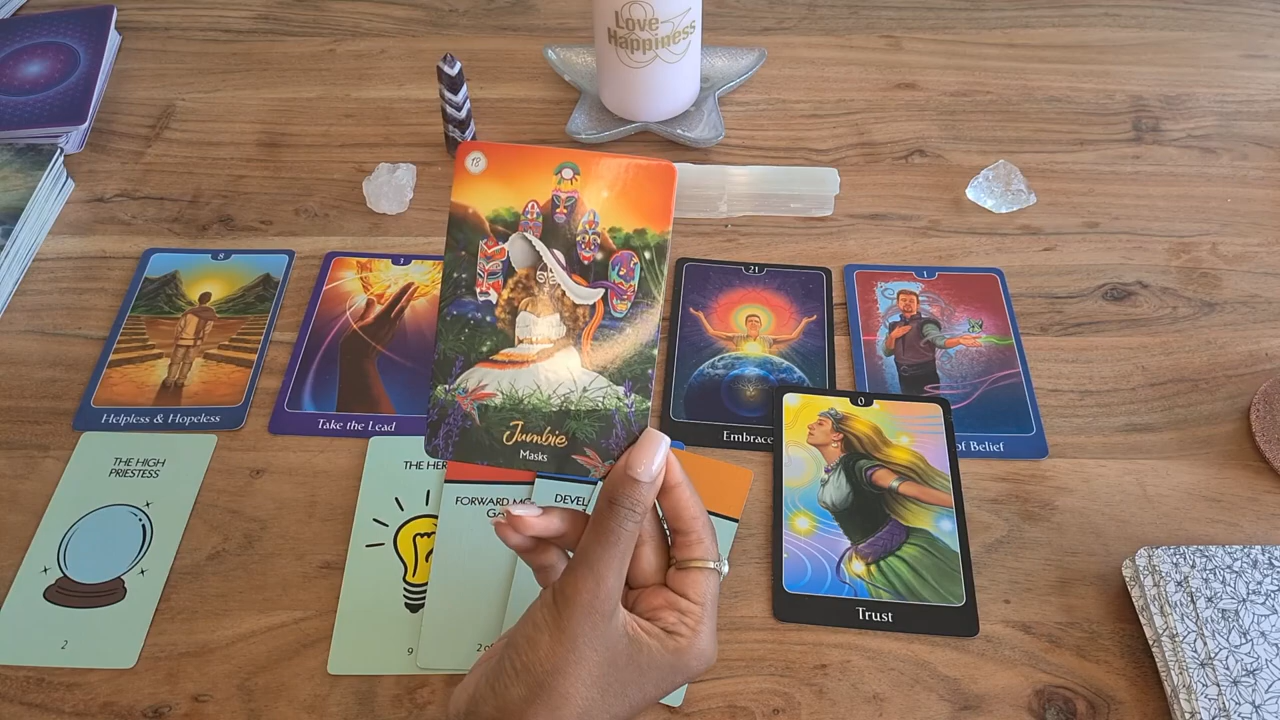 Love
&
Happiness
18
Jumbie
Masks
8
Helpless & Hopeless
3
Take the Lead
21
Embrace
1
of Belief
0
Trust
THE HIGH
PRIESTESS
2
THE HER
9
FORWARD MO
GA
2 of
DEVEL